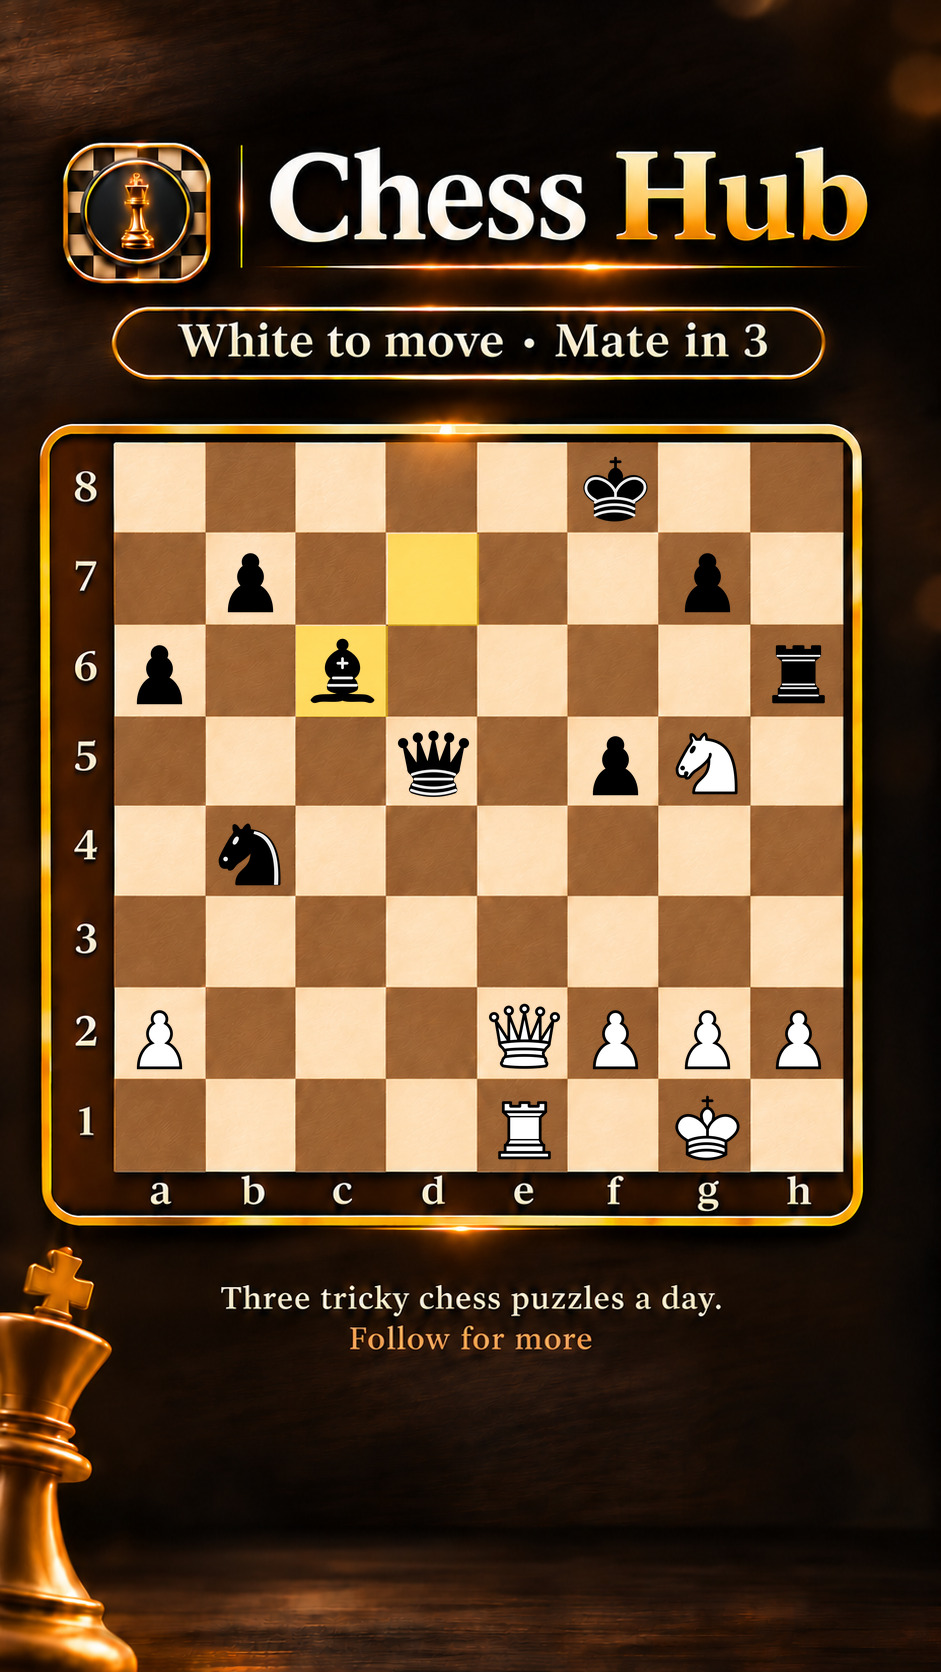 Chess Hub
White to move • Mate in 3
8
7
6
5
4
3
2
1
a b c d e f g h
Three tricky chess puzzles a day.
Follow for more